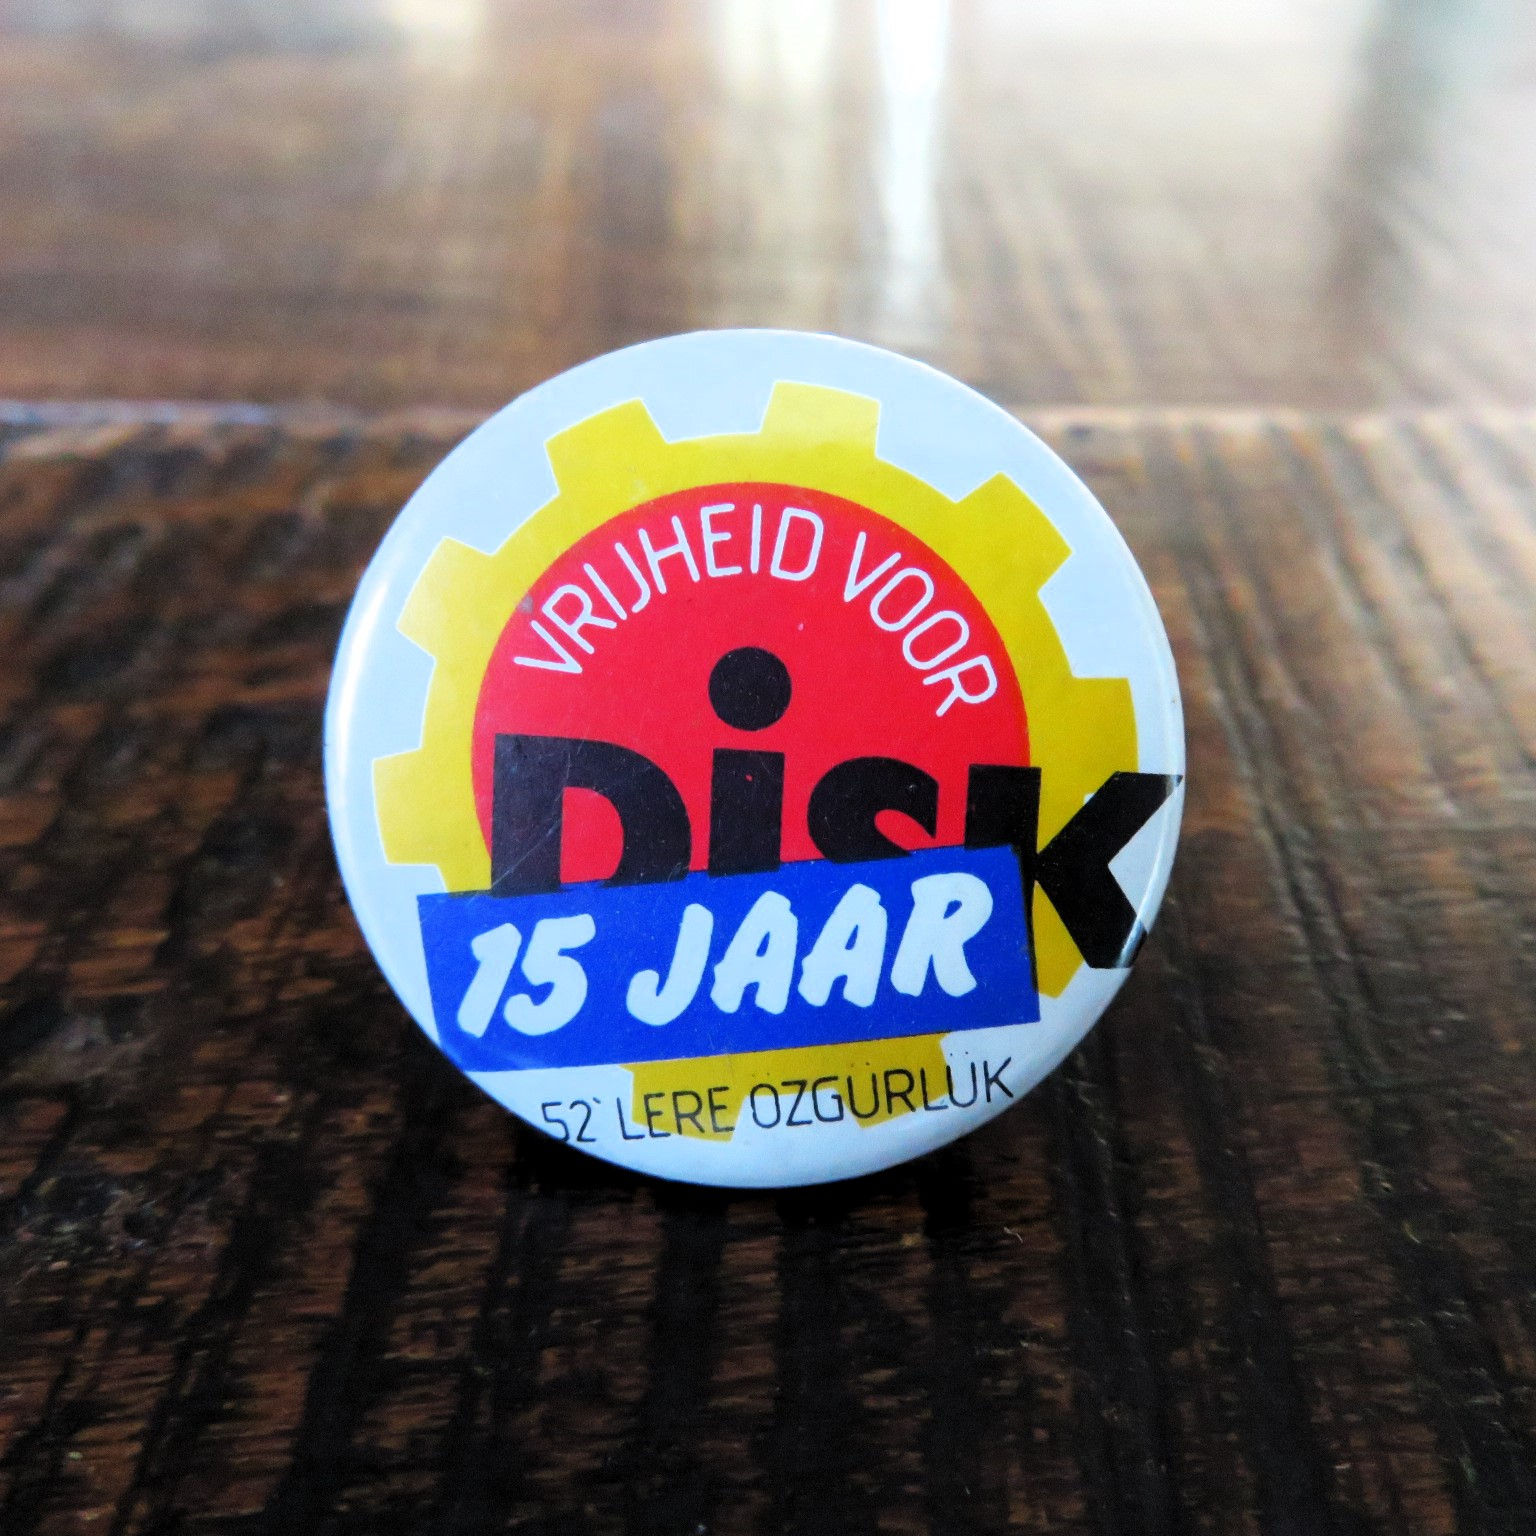 VRIJHEID VOOR
DiSK
15 JAAR
52`LERE ÖZGÜRLÜK